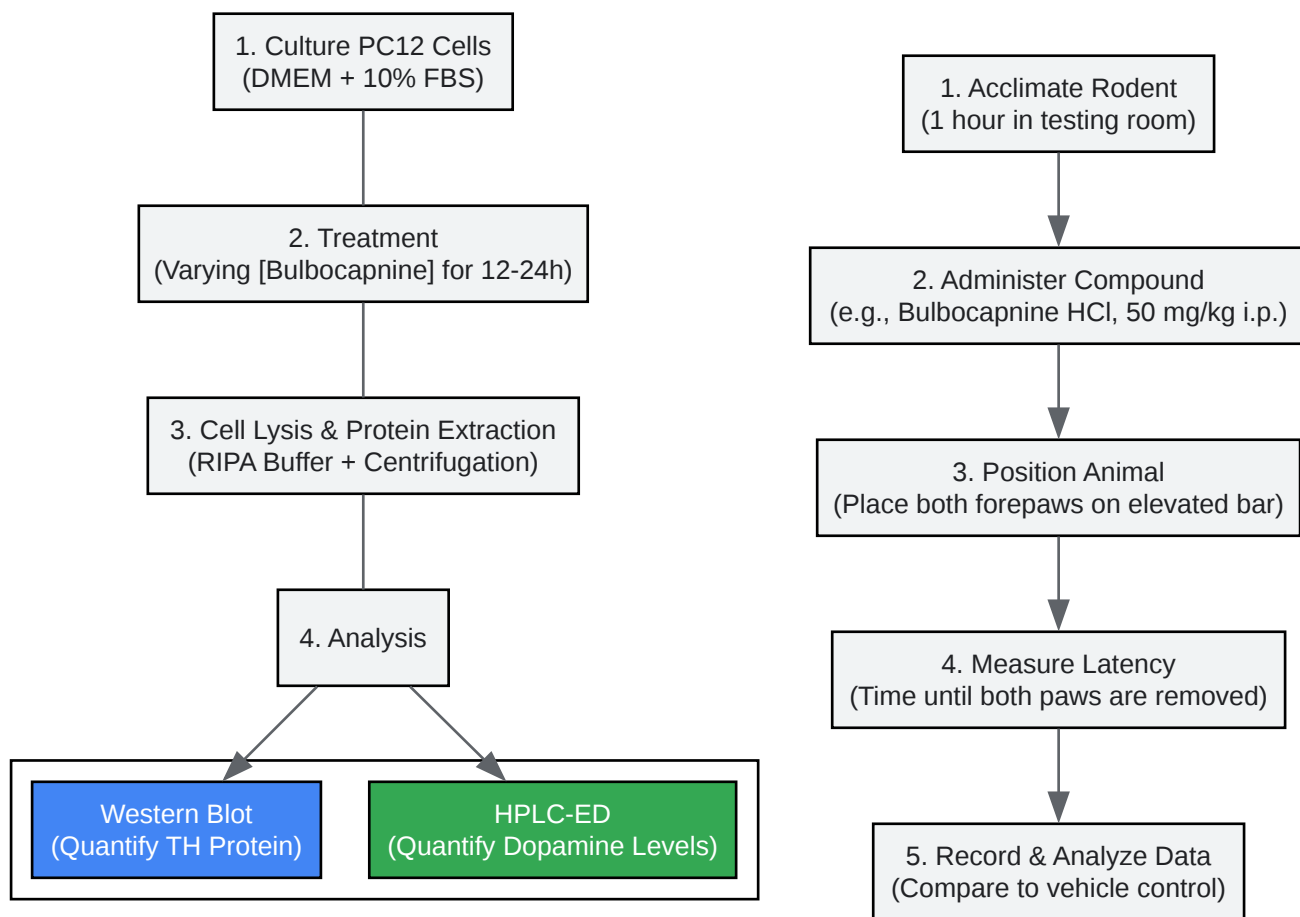 1. Culture PC12 Cells
(DMEM + 10% FBS)
2. Treatment
(Varying [Bulbocapnine] for 12-24h)
3. Cell Lysis & Protein Extraction
(RIPA Buffer + Centrifugation)
4. Analysis
Western Blot
(Quantify TH Protein)
HPLC-ED
(Quantify Dopamine Levels)
1. Acclimate Rodent
(1 hour in testing room)
2. Administer Compound
(e.g., Bulbocapnine HCl, 50 mg/kg i.p.)
3. Position Animal
(Place both forepaws on elevated bar)
4. Measure Latency
(Time until both paws are removed)
5. Record & Analyze Data
(Compare to vehicle control)